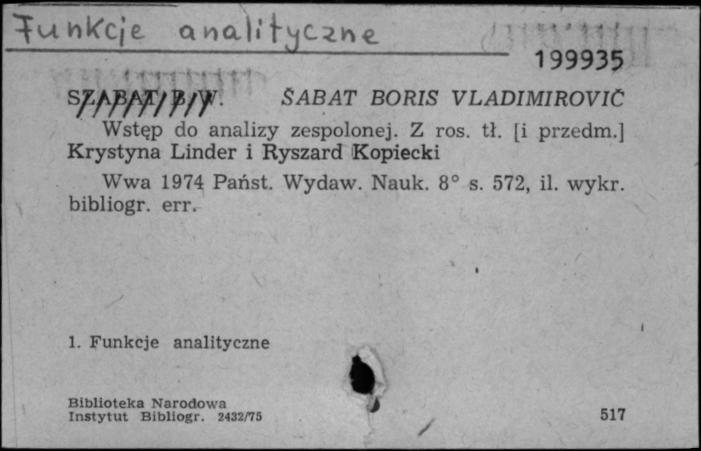 Funkcje analityczne
199935
SZABAT B.W. ŠABAT BORIS VLADIMIROVIČ
Wstęp do analizy zespolonej. Z ros. tł. [i przedm.]
Krystyna Linder i Ryszard Kopiecki
Wwa 1974 Państ. Wydaw. Nauk. 8° s. 572, il. wykr.
bibliogr. err.
1. Funkcje analityczne
Biblioteka Narodowa
Instytut Bibliogr. 2432/75 517